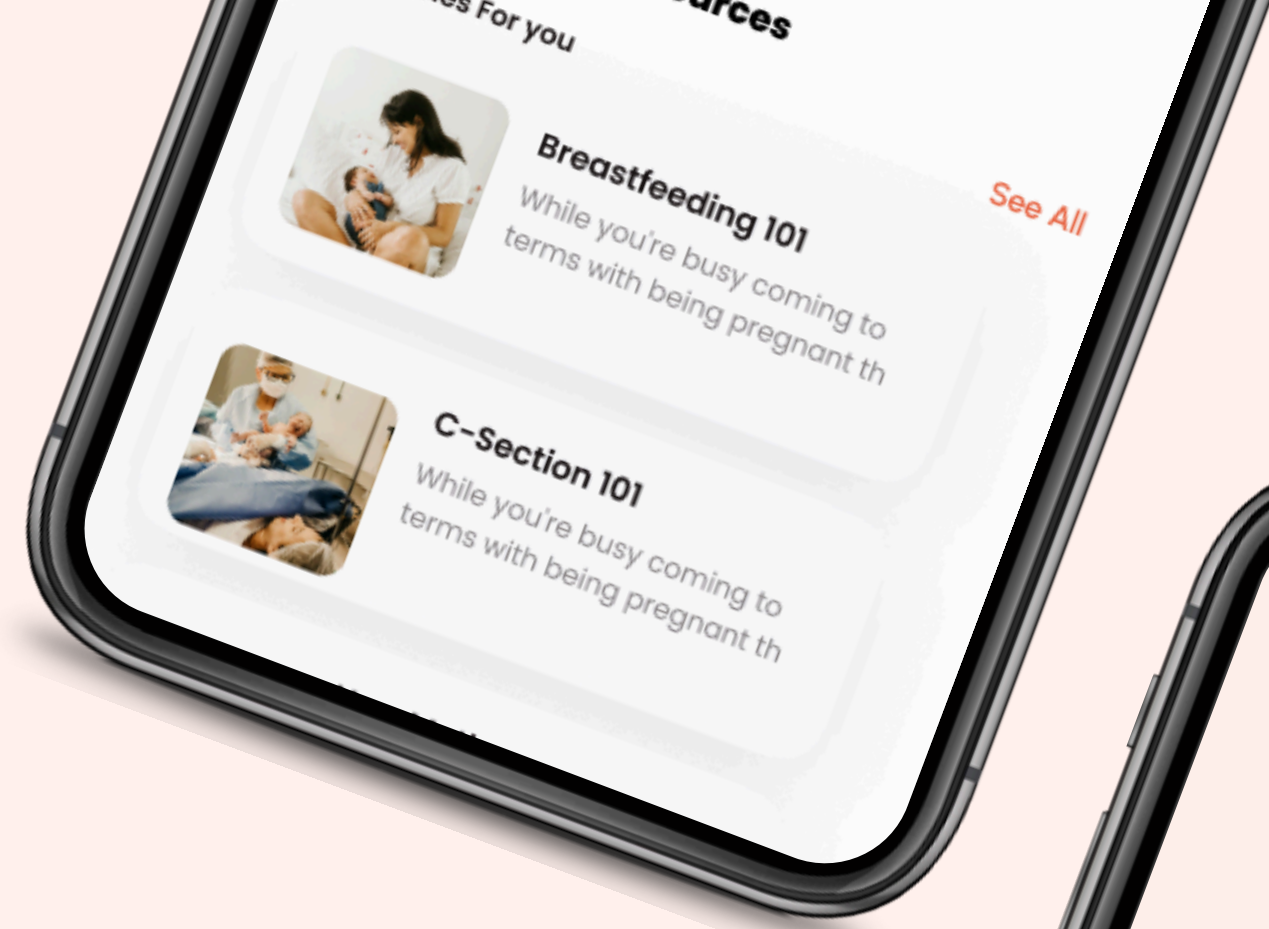 For you
See All
Breastfeeding 101
While you're busy coming to
terms with being pregnant th
C-Section 101
While you're busy coming to
terms with being pregnant th